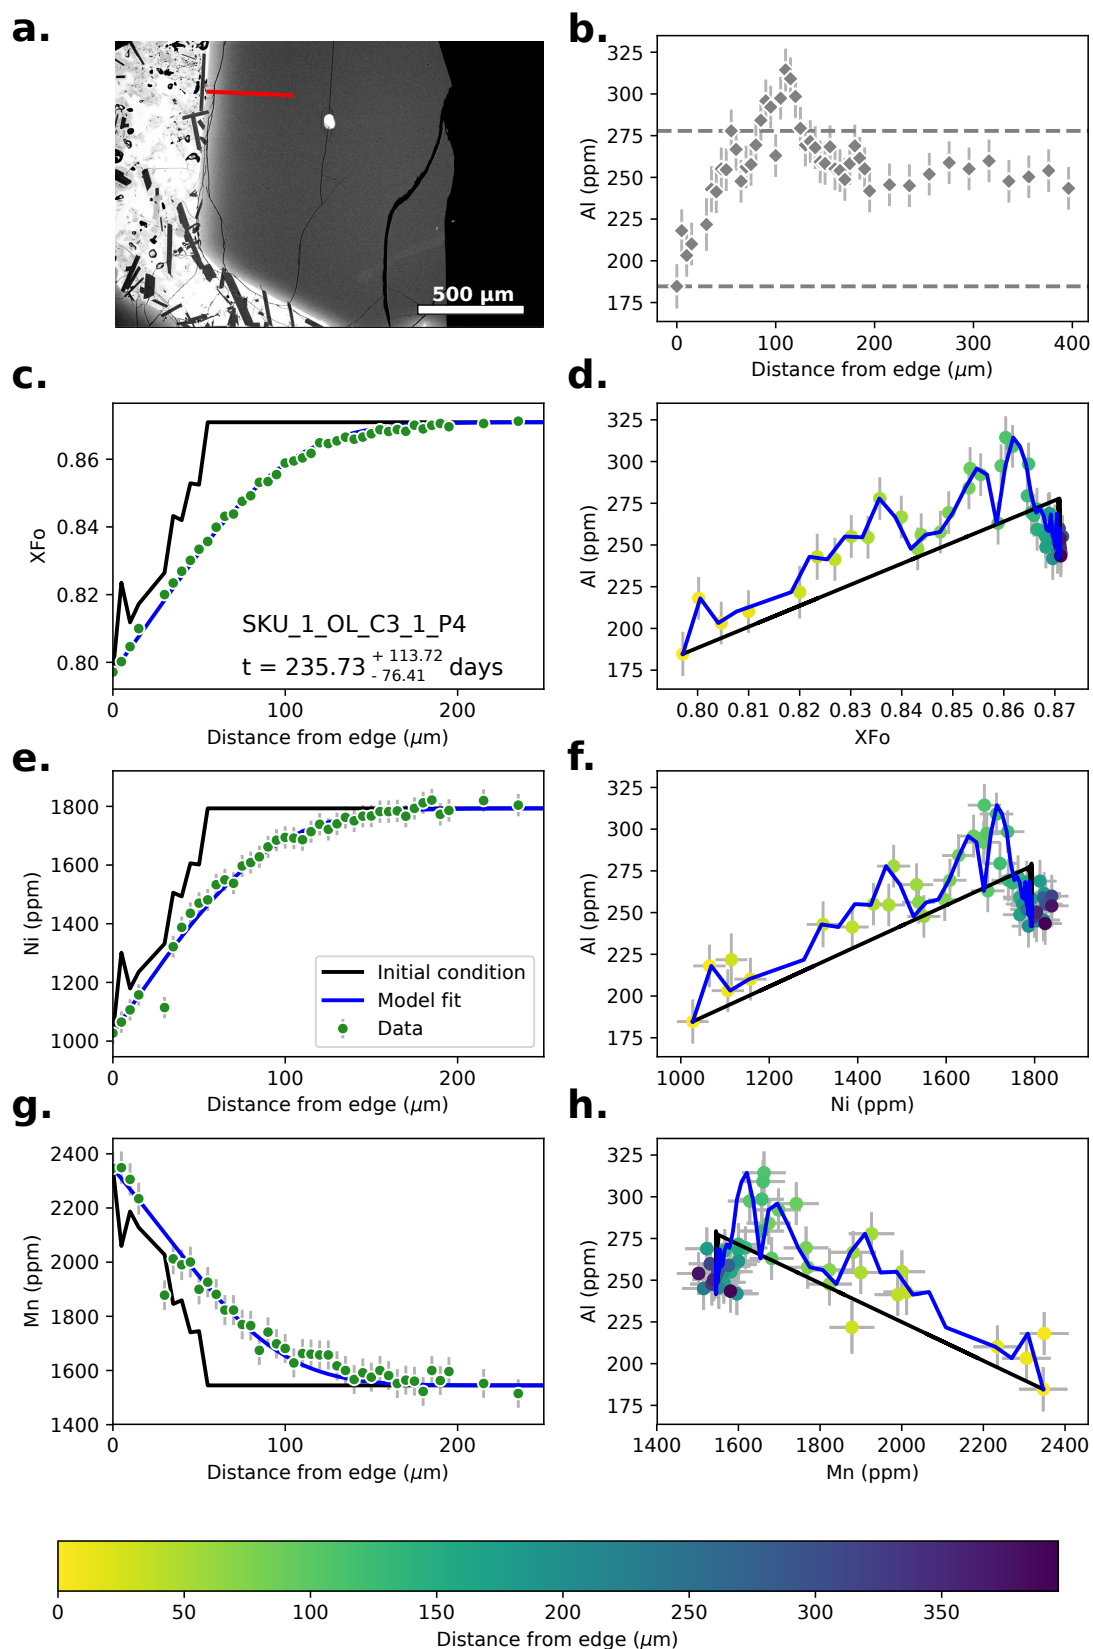 a.
500 μm
b.
Al (ppm)
325
300
275
250
225
200
175
0 100 200 300 400
Distance from edge (μm)
c.
XFo
0.86
0.84
0.82
0.80
SKU_1_OL_C3_1_P4
t = 235.73 + 113.72 - 76.41 days
0 200
Distance from edge (μm)
d.
Al (ppm)
325
300
275
250
225
200
175
0.80 0.81 0.82 0.83 0.84 0.85 0.86 0.87
XFo
e.
Ni (ppm)
1800
1600
1400
1200
1000
Initial condition
Model fit
Data
0 100 200
Distance from edge (μm)
f.
Al (ppm)
325
300
275
250
225
200
175
1000 1200 1400 1600 1800
Ni (ppm)
g.
Mn (ppm)
2400
2200
2000
1800
1600
1400
0 100 200
Distance from edge (μm)
h.
Al (ppm)
325
300
275
250
225
200
175
1400 1600 1800 2000 2200 2400
Mn (ppm)
0 50 100 150 200 250 300 350
Distance from edge (μm)